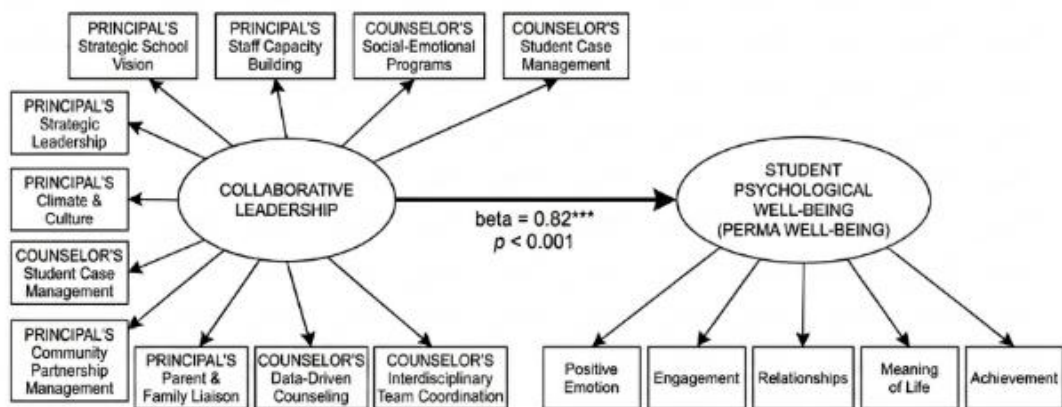 PRINCIPAL'S
Strategic School
Vision
PRINCIPAL'S
Staff Capacity
Building
COUNSELOR'S
Social-Emotional
Programs
COUNSELOR'S
Student Case
Management
PRINCIPAL'S
Strategic
Leadership
PRINCIPAL'S
Climate &
Culture
COUNSELOR'S
Student Case
Management
PRINCIPAL'S
Community
Partnership
Management
PRINCIPAL'S
Parent &
Family Liaison
COUNSELOR'S
Data-Driven
Counseling
COUNSELOR'S
Interdisciplinary
Team Coordination
COLLABORATIVE
LEADERSHIP
beta = 0.82***
p < 0.001
STUDENT
PSYCHOLOGICAL
WELL-BEING
(PERMA WELL-BEING)
Positive
Emotion
Engagement
Relationships
Meaning
of Life
Achievement